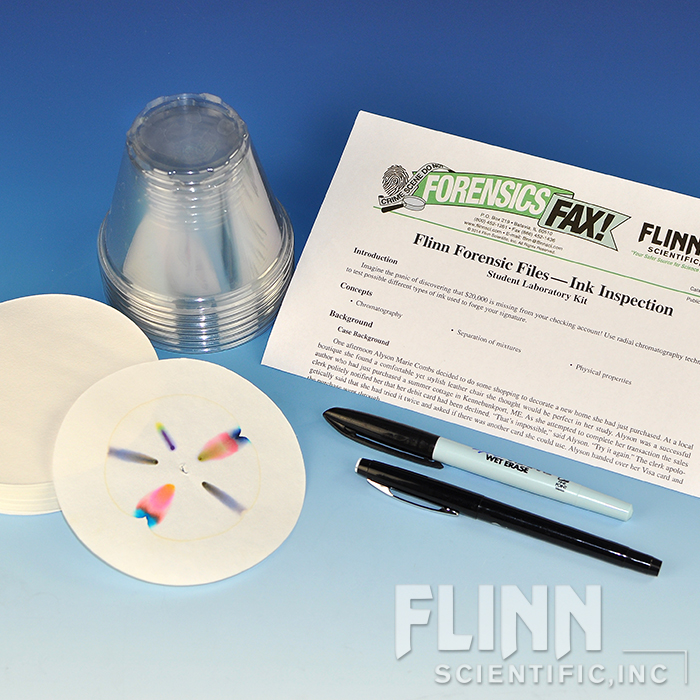 CRIME SCENE DO NOT
FORENSICS FAX!
P.O. Box 219 • Batavia, IL 60510
(800) 452-1261 • Fax (866) 452-1436
www.flinnsci.com • E-mail: flinn@flinnsci.com
© 2014 Flinn Scientific, Inc. All Rights Reserved.
FLINN
SCIENTIFIC
"Your Safer Source for Science
Publi
Flinn Forensic Files—Ink Inspection
Student Laboratory Kit
Introduction
Imagine the panic of discovering that $20,000 is missing from your checking account! Use radial chromatography techn
to test possible different types of ink used to forge your signature.
Concepts
• Chromatography
• Separation of mixtures
• Physical properties
Background
Case Background
One afternoon Alyson Marie Combs decided to do some shopping to decorate a new home she had just purchased. At a local
boutique she found a comfortable yet stylish leather chair she thought would be perfect in her study. Alyson was a successful
author who had just purchased a summer cottage in Kennebunkport, ME. As she attempted to complete her transaction the sales
clerk politely notified her that her debit card had been declined. "That's impossible," said Alyson. "Try it again." The clerk apolo-
getically said that she had tried it twice and asked if there was another card she could use. Alyson handed over her Visa card and
the purchase went through.
WET ERASE
FLINN
SCIENTIFIC, INC